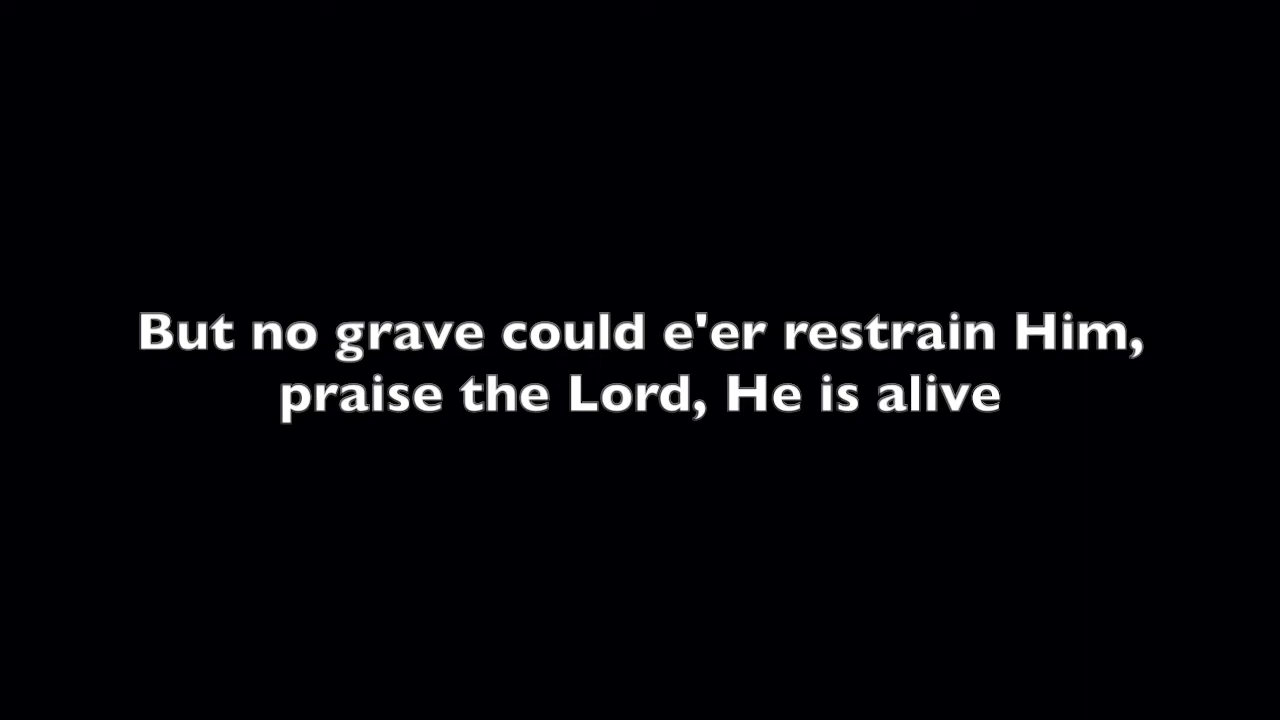 But no grave could e'er restrain Him,
praise the Lord, He is alive